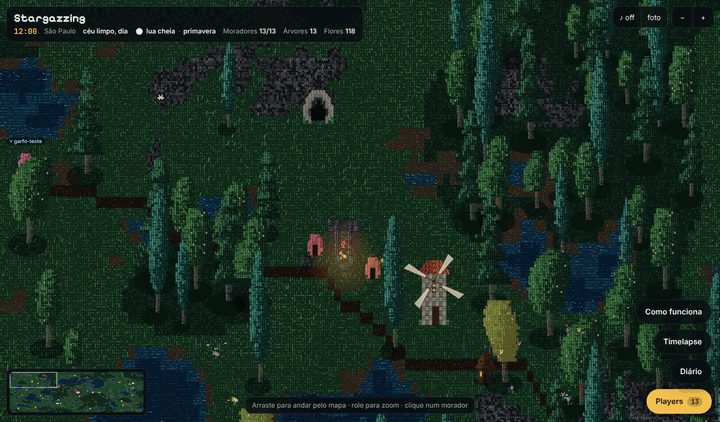 Stargazzing
♪ off
foto
−
+
12:00 São Paulo céu limpo, dia lua cheia · primavera Moradores 13/13 Árvores 13 Flores 118
garfo-teste
Como funciona
Timelapse
Diário
Players 13
Arraste para andar pelo mapa · role para zoom · clique num morador